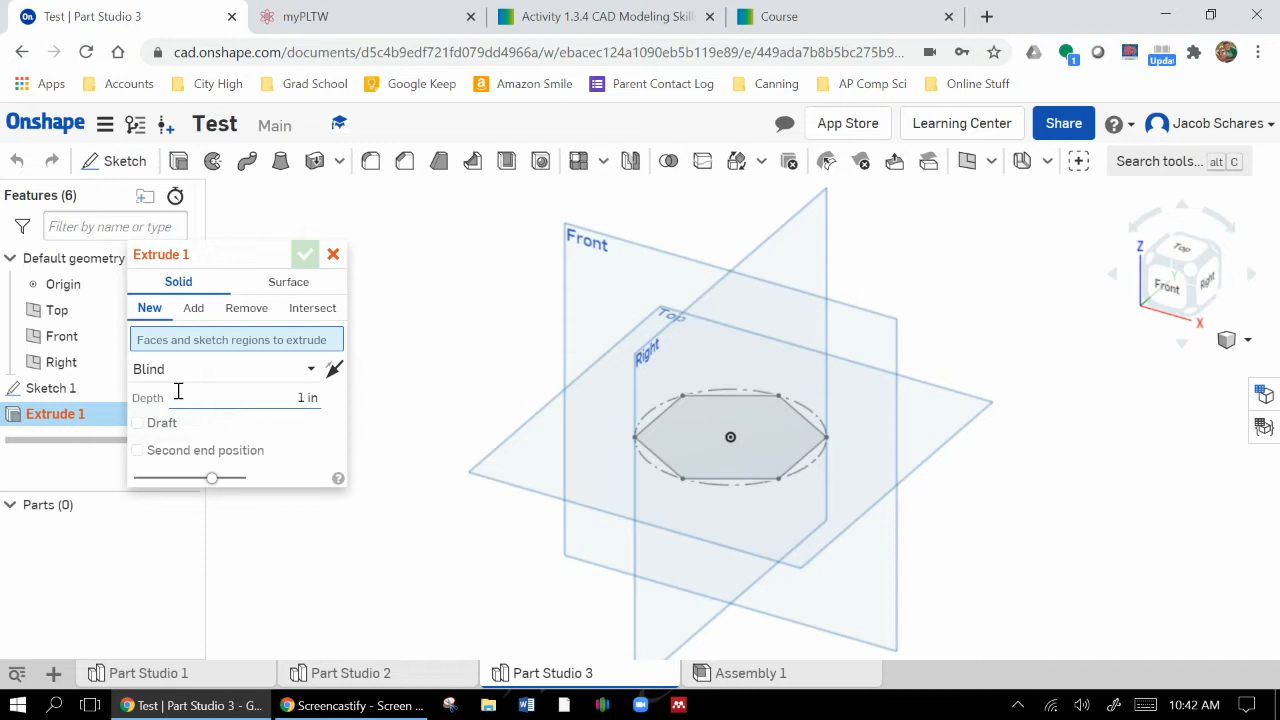 Test | Part Studio 3
myPLTW
Activity 1.3.4 CAD Modeling Skill
Course
cad.onshape.com/documents/d5c4b9edf721fd079dd4966a/w/ebacec124a1090eb5b119e89/e/449ada7b8b5bc275b9...
1
Updat
Apps
Accounts
City High
Grad School
Google Keep
Amazon Smile
Parent Contact Log
Canning
AP Comp Sci
Online Stuff
Onshape
Test
Main
App Store
Learning Center
Share
Jacob Schares
Sketch
Search tools...
alt C
Features (6)
Filter by name or type
Default geometry
Origin
Top
Front
Right
Sketch 1
Extrude 1
Parts (0)
Extrude 1
Solid
Surface
New
Add
Remove
Intersect
Faces and sketch regions to extrude
Blind
Depth
1 in
Draft
Second end position
Front
Top
Right
Z
Top
Front
Right
Y
X
Part Studio 1
Part Studio 2
Part Studio 3
Assembly 1
Test | Part Studio 3 - G...
Screencastify - Screen ...
10:42 AM